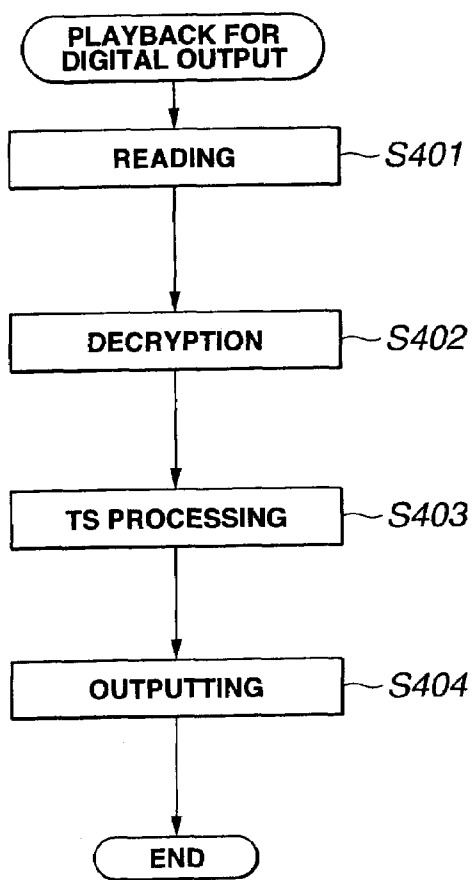 PLAYBACK FOR
DIGITAL OUTPUT
READING
S401
DECRYPTION
S402
TS PROCESSING
S403
OUTPUTTING
S404
END